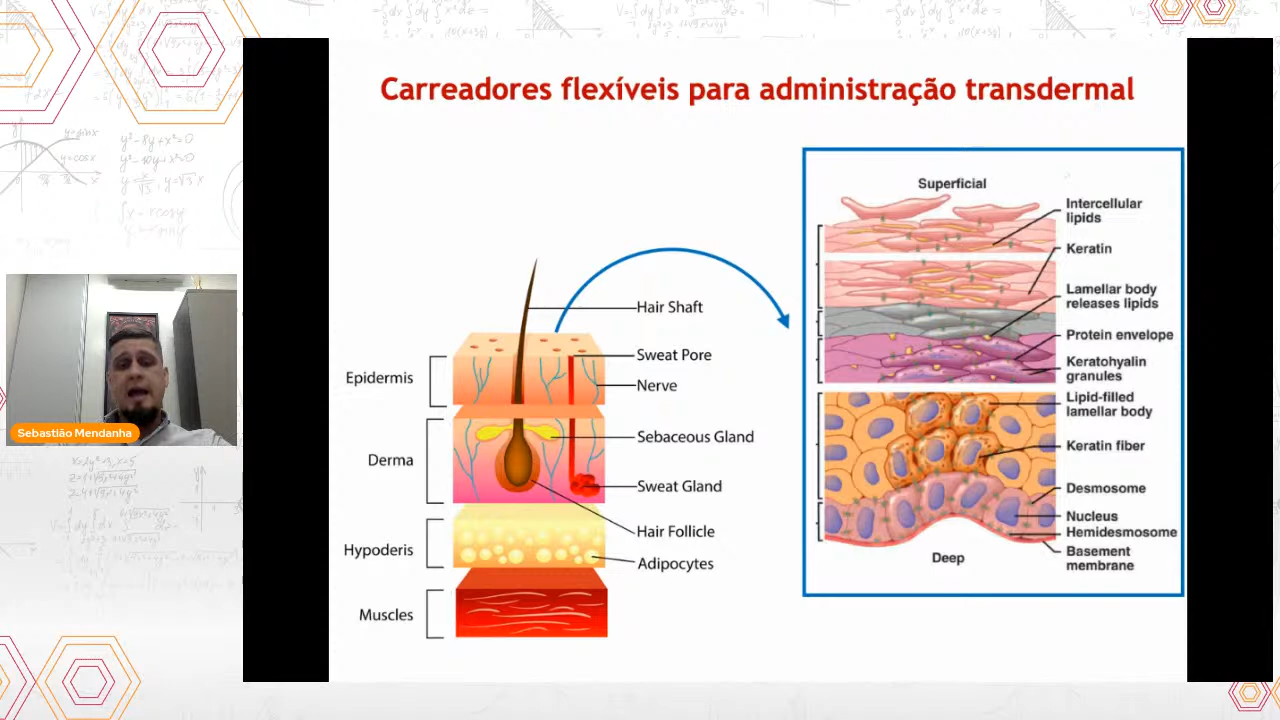 Carreadores flexíveis para administração transdermal
Superficial
Intercellular
lipids
Keratin
Lamellar body
releases lipids
Protein envelope
Keratohyalin
granules
Lipid-filled
lamellar body
Keratin fiber
Desmosome
Nucleus
Hemidesmosome
Basement
membrane
Deep
Hair Shaft
Sweat Pore
Nerve
Sebaceous Gland
Sweat Gland
Hair Follicle
Adipocytes
Epidermis
Derma
Hypoderis
Muscles
Sebastião Mendanha